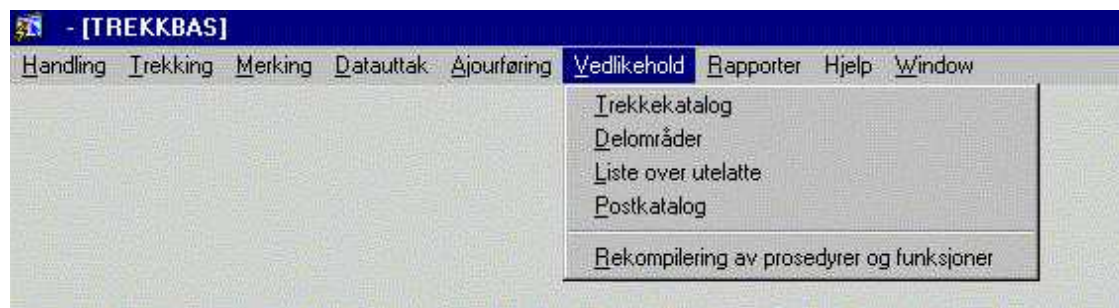 - [TREKKBAS]
Handling Trekking Merking Datauttak Ajourføring Vedlikehold Rapporter Hjelp Window
Trekkekatalog
Delområder
Liste over utelatte
Postkatalog
Rekompilering av prosedyrer og funksjoner